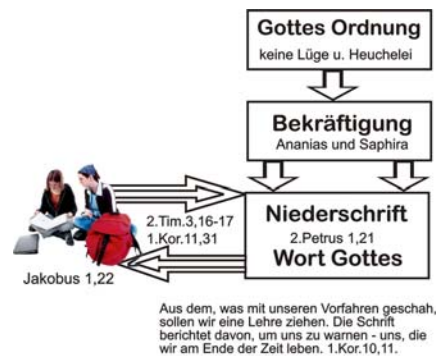 Gottes Ordnung
keine Lüge u. Heuchelei
Bekräftigung
Ananias und Saphira
2.Tim.3,16-17
1.Kor.11,31
Niederschrift
2.Petrus 1,21
Wort Gottes
Jakobus 1,22
Aus dem, was mit unseren Vorfahren geschah,
sollen wir eine Lehre ziehen. Die Schrift
berichtet davon, um uns zu warnen - uns, die
wir am Ende der Zeit leben. 1.Kor.10,11.